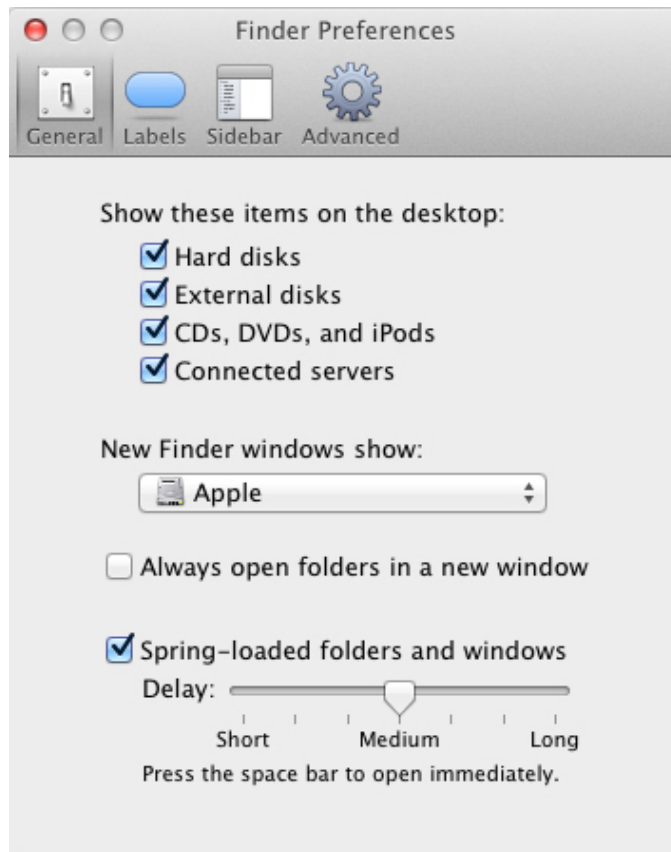 Finder Preferences
General Labels Sidebar Advanced
Show these items on the desktop:
Hard disks
External disks
CDs, DVDs, and iPods
Connected servers
New Finder windows show:
Apple
Always open folders in a new window
Spring-loaded folders and windows
Delay:
Short Medium Long
Press the space bar to open immediately.